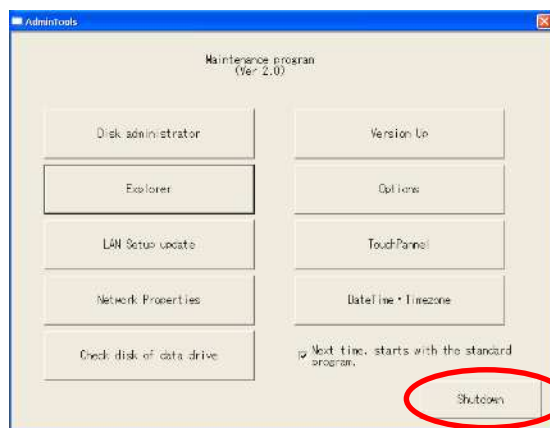 AdminTools
Maintenance program
(Ver 2.0)
Disk administrator
Version Up
Explorer
Options
LAN Setup update
TouchPannel
Network Properties
DateTime・Timezone
Check disk of data drive
Next time, starts with the standard
program.
Shutdown